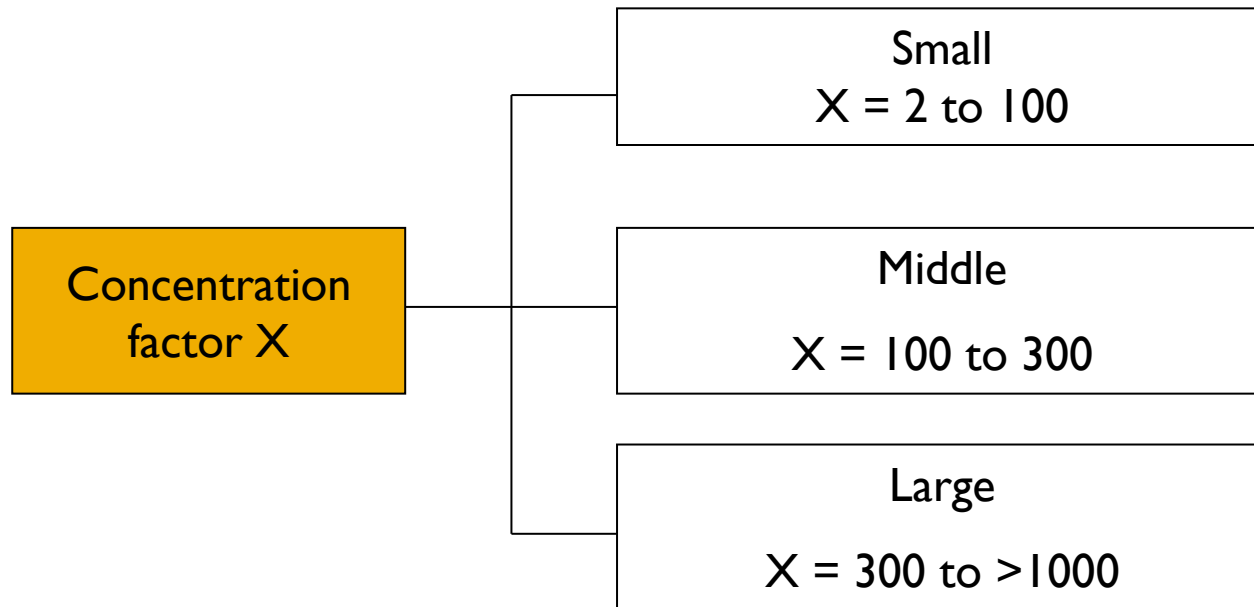 Small
X = 2 to 100
Concentration
factor X
Middle
X = 100 to 300
Large
X = 300 to >1000